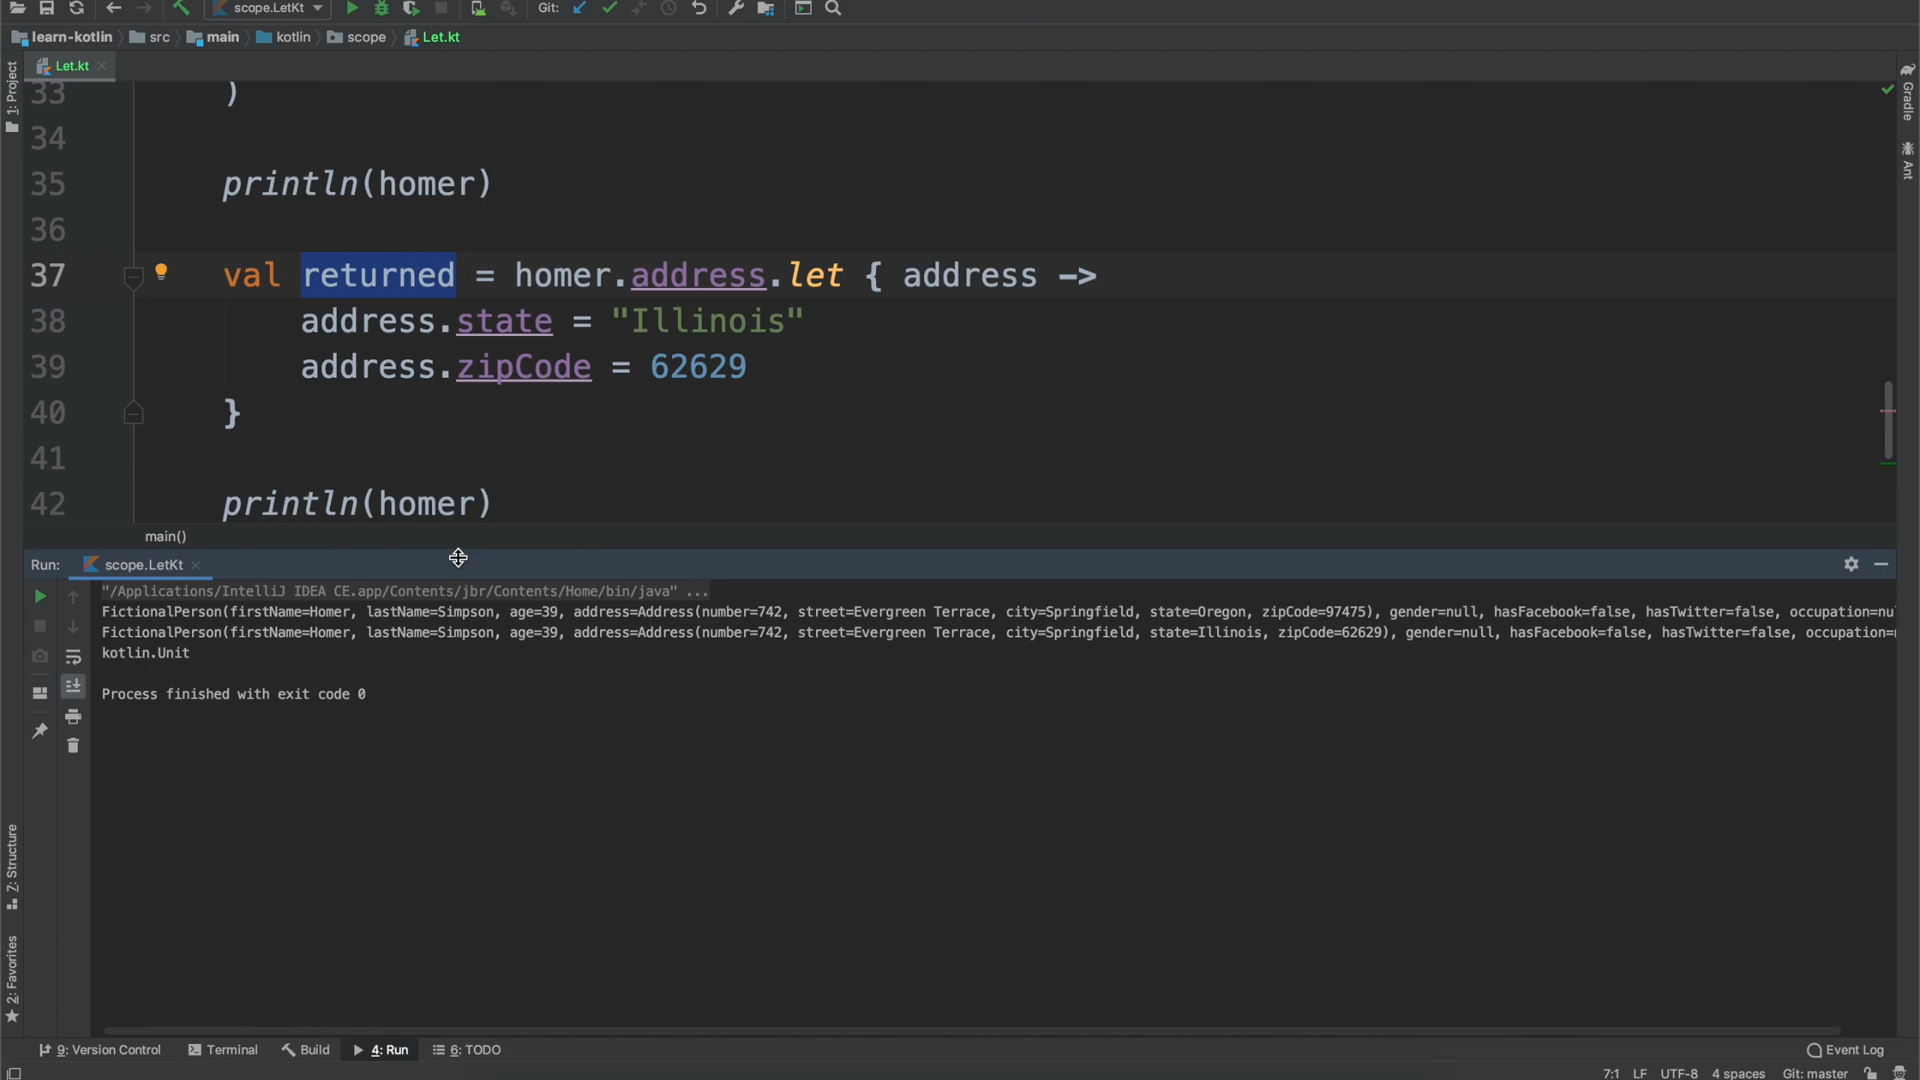 scope.LetKt
Git:
learn-kotlin
src
main
kotlin
scope
Let.kt
Let.kt
1: Project
Gradle
Ant
33 )
34
35 println(homer)
36
37 val returned = homer.address.let { address ->
38 address.state = "Illinois"
39 address.zipCode = 62629
40 }
41
42 println(homer)
main()
Run: scope.LetKt
"/Applications/IntelliJ IDEA CE.app/Contents/jbr/Contents/Home/bin/java" ...
FictionalPerson(firstName=Homer, lastName=Simpson, age=39, address=Address(number=742, street=Evergreen Terrace, city=Springfield, state=Oregon, zipCode=97475), gender=null, hasFacebook=false, hasTwitter=false, occupation=nu
FictionalPerson(firstName=Homer, lastName=Simpson, age=39, address=Address(number=742, street=Evergreen Terrace, city=Springfield, state=Illinois, zipCode=62629), gender=null, hasFacebook=false, hasTwitter=false, occupation=
kotlin.Unit
Process finished with exit code 0
Z: Structure
2: Favorites
9: Version Control
Terminal
Build
4: Run
6: TODO
Event Log
7:1 LF UTF-8 4 spaces Git: master